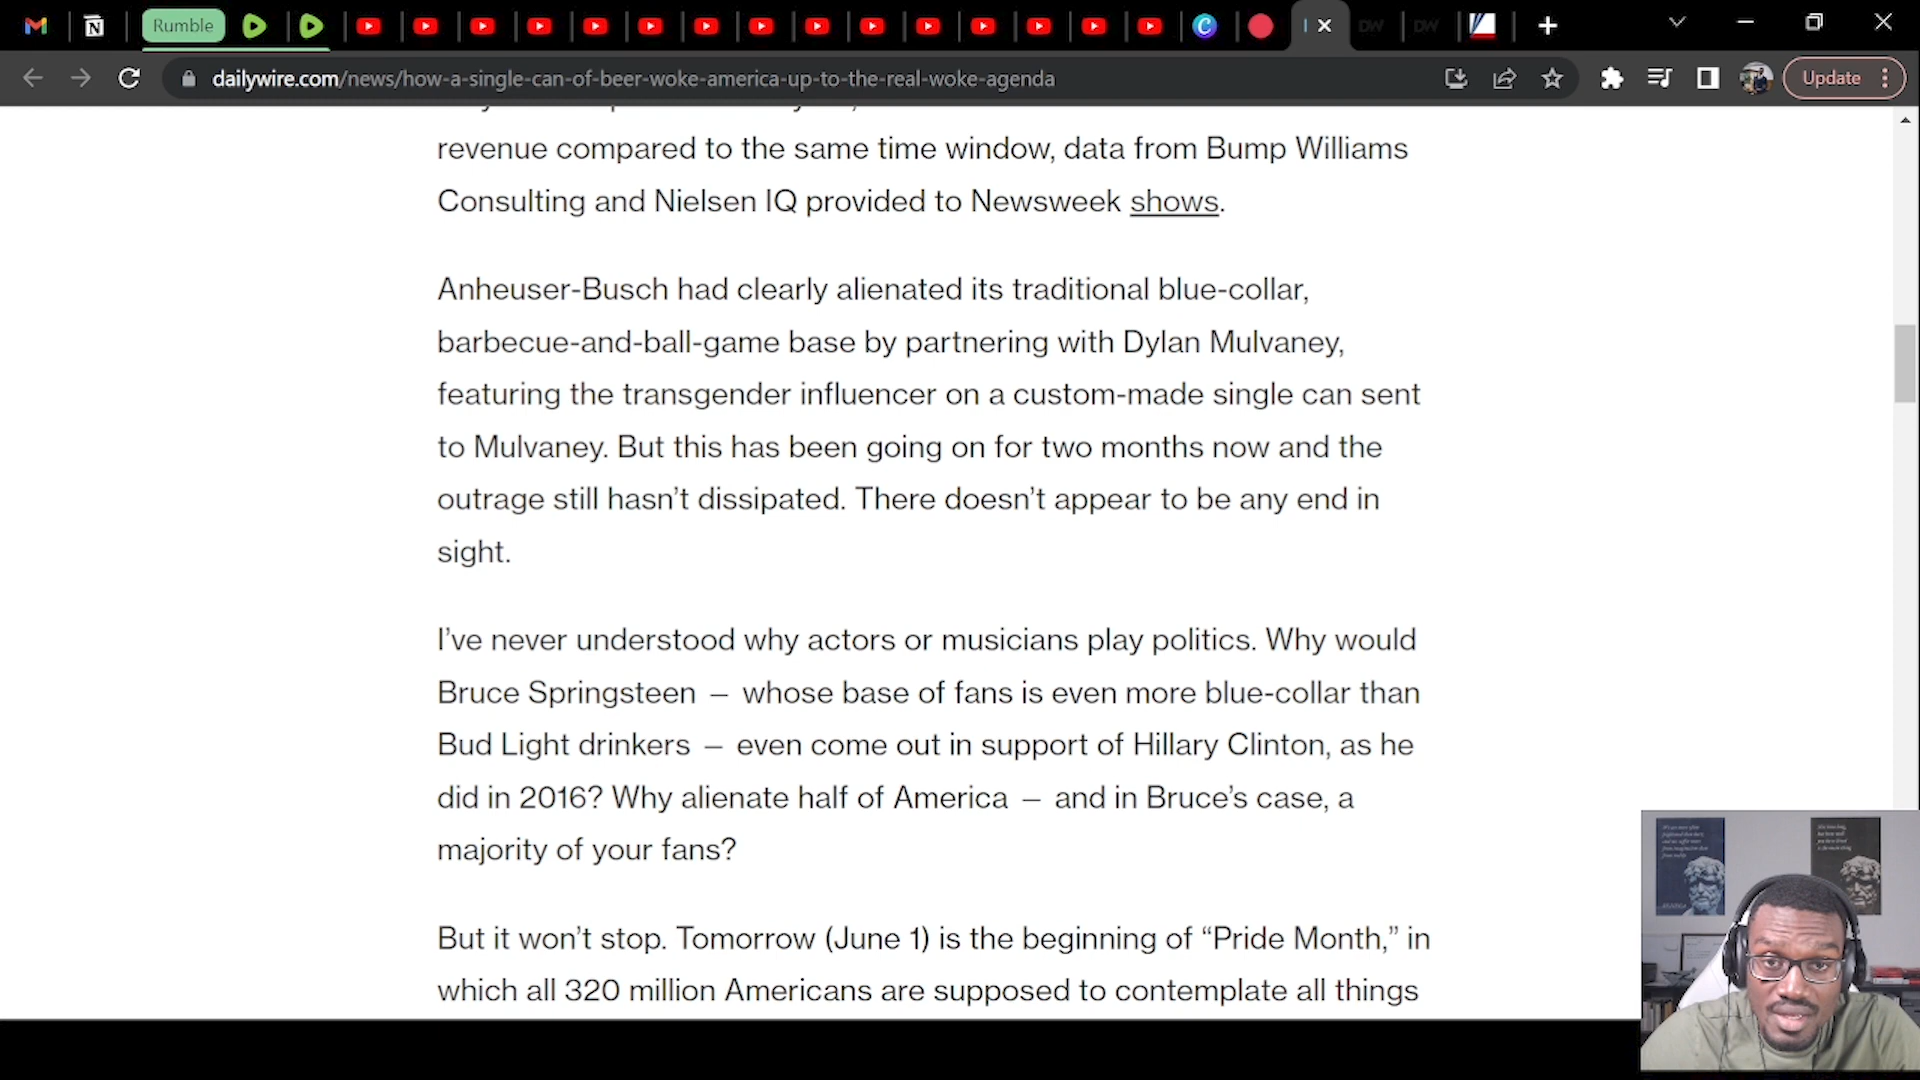 Rumble
dailywire.com/news/how-a-single-can-of-beer-woke-america-up-to-the-real-woke-agenda
Update
revenue compared to the same time window, data from Bump Williams
Consulting and Nielsen IQ provided to Newsweek shows.
Anheuser-Busch had clearly alienated its traditional blue-collar,
barbecue-and-ball-game base by partnering with Dylan Mulvaney,
featuring the transgender influencer on a custom-made single can sent
to Mulvaney. But this has been going on for two months now and the
outrage still hasn't dissipated. There doesn't appear to be any end in
sight.
I've never understood why actors or musicians play politics. Why would
Bruce Springsteen — whose base of fans is even more blue-collar than
Bud Light drinkers — even come out in support of Hillary Clinton, as he
did in 2016? Why alienate half of America — and in Bruce's case, a
majority of your fans?
But it won't stop. Tomorrow (June 1) is the beginning of “Pride Month,” in
which all 320 million Americans are supposed to contemplate all things